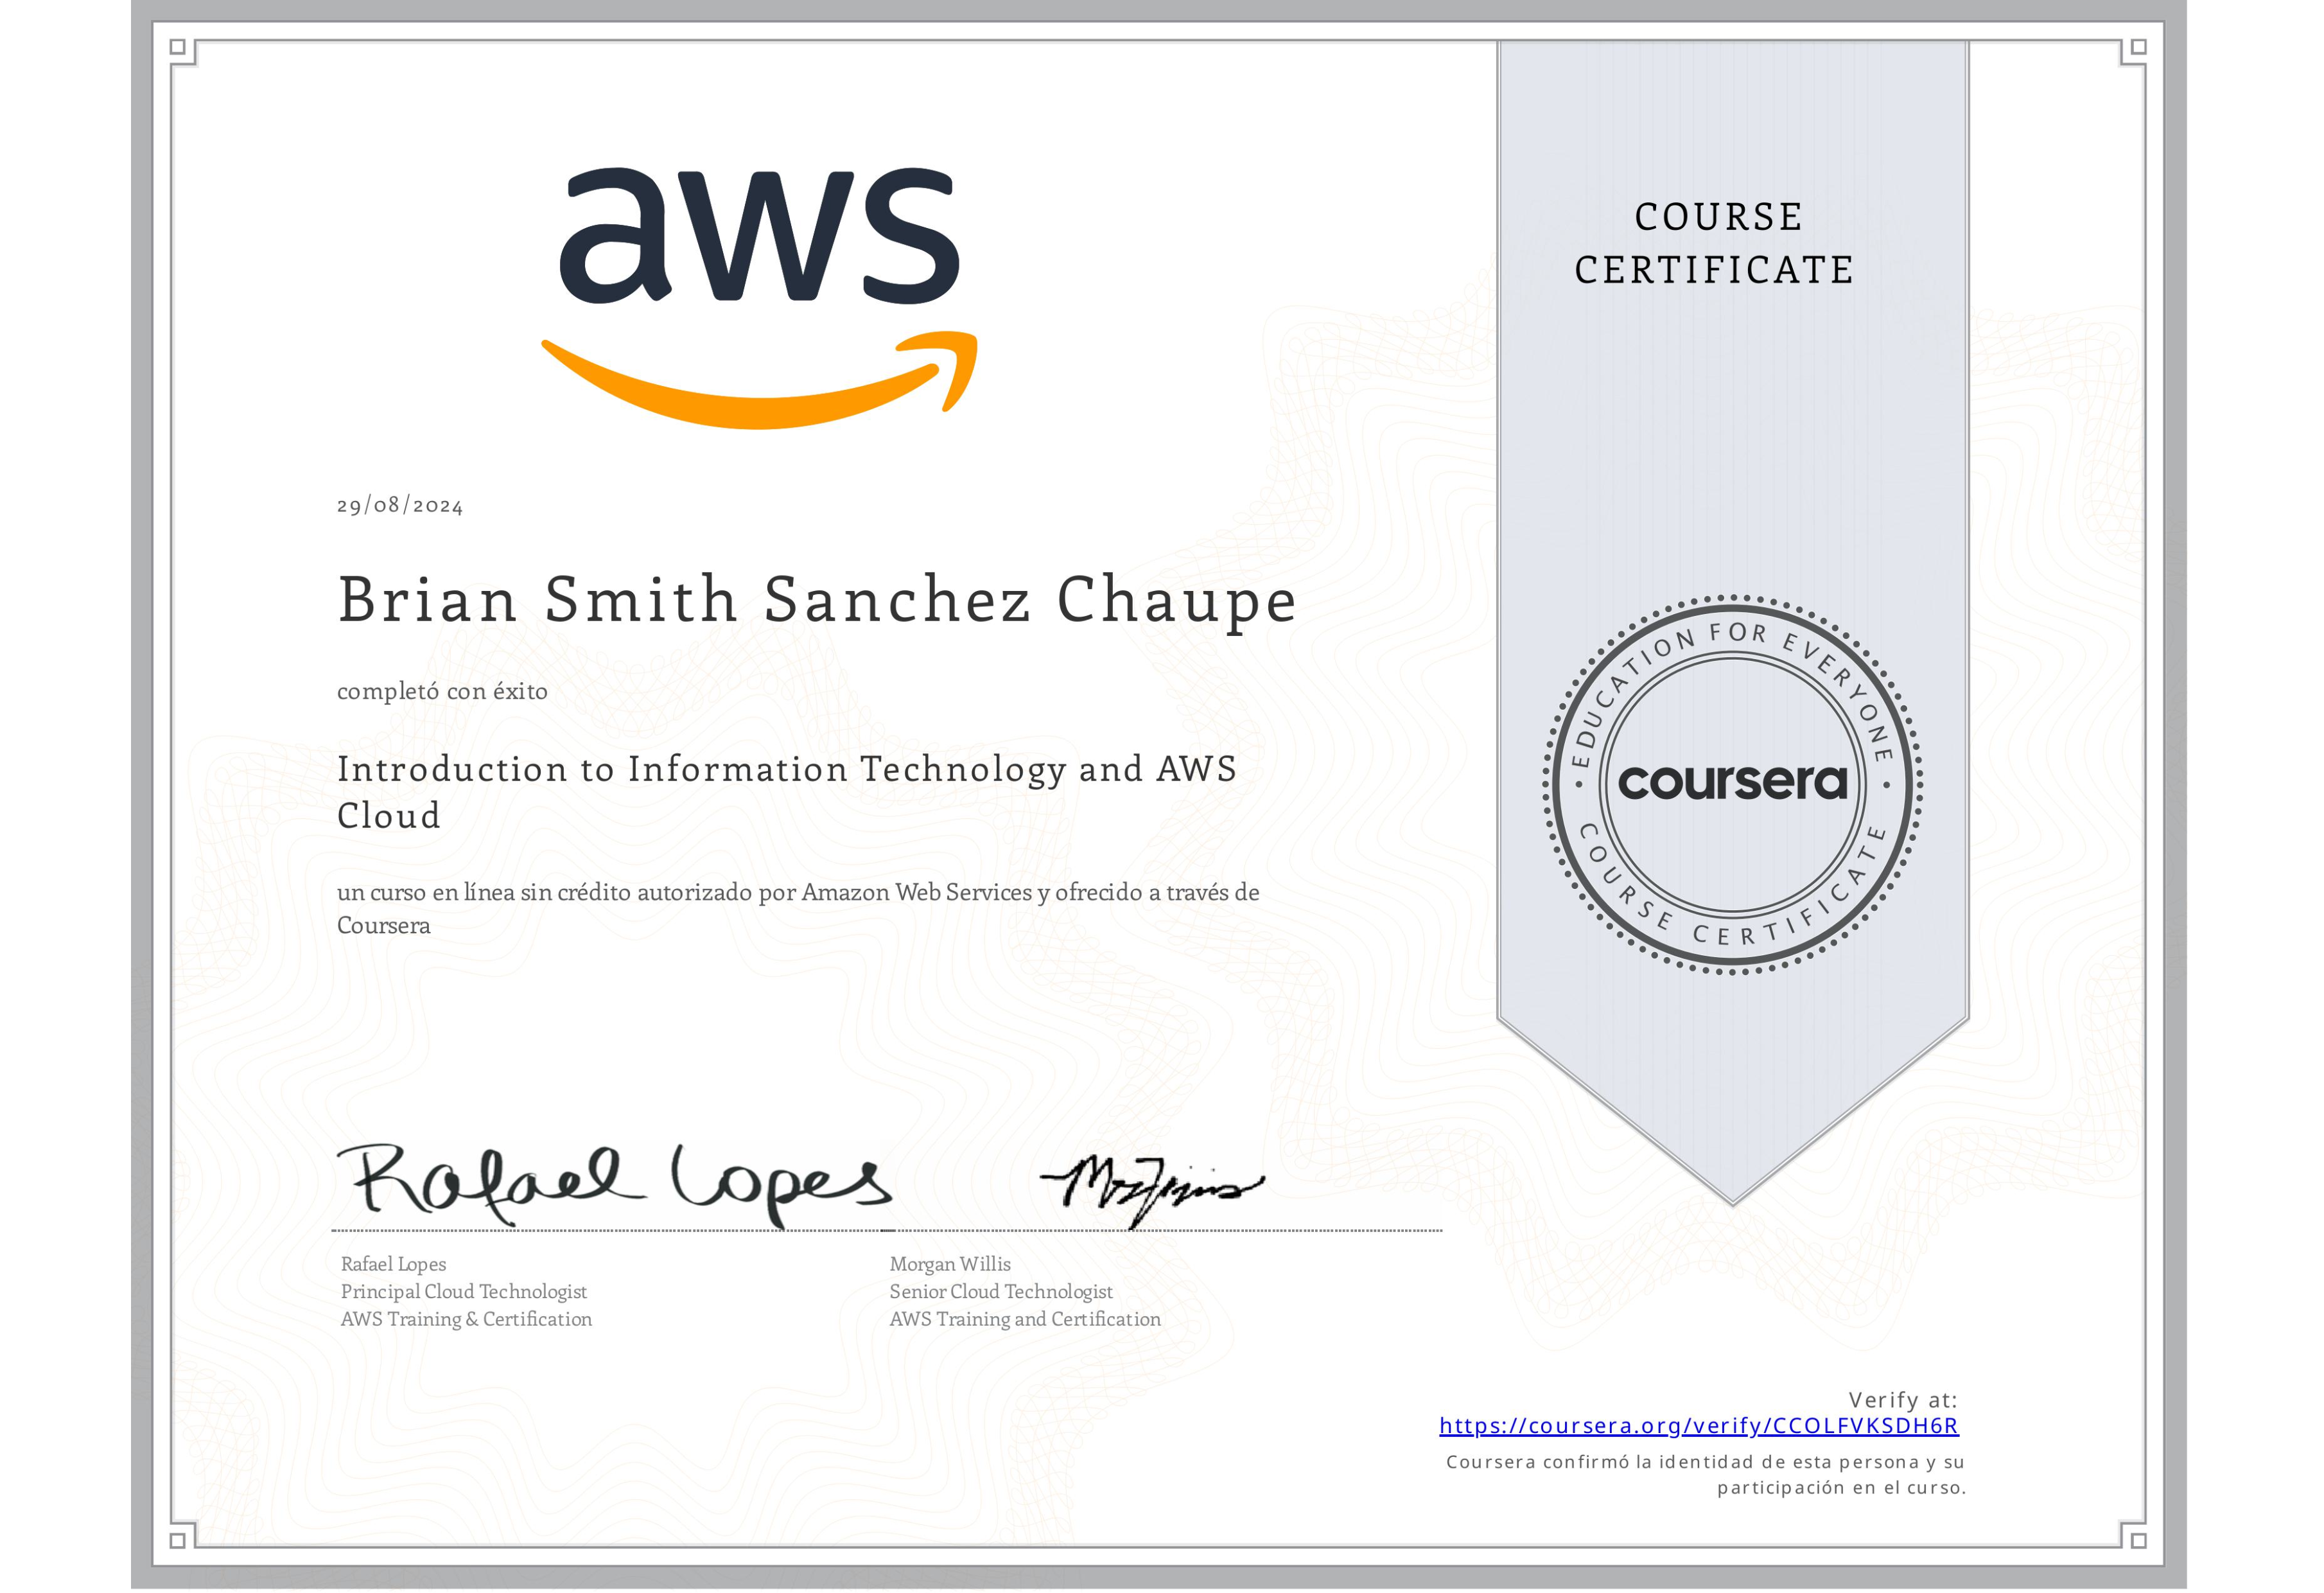 aws
COURSE
CERTIFICATE
29/08/2024
Brian Smith Sanchez Chaupe
completó con éxito
Introduction to Information Technology and AWS
Cloud
un curso en línea sin crédito autorizado por Amazon Web Services y ofrecido a través de
Coursera
EDUCATION FOR EVERYONE
coursera
COURSE CERTIFICATE
Rafael Lopes
Rafael Lopes
Principal Cloud Technologist
AWS Training & Certification
Morgan Willis
Senior Cloud Technologist
AWS Training and Certification
Verify at:
https://coursera.org/verify/CCOLFVKSDH6R
Coursera confirmó la identidad de esta persona y su
participación en el curso.